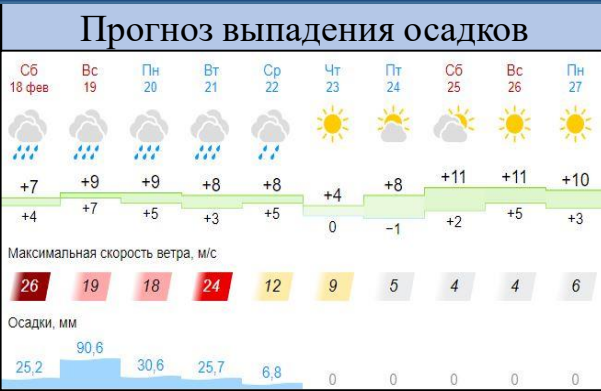 Прогноз выпадения осадков
Сб Вс Пн Вт Ср Чт Пт Сб Вс Пн
18 фев 19 20 21 22 23 24 25 26 27
+7 +9 +9 +8 +8 +4 +8 +11 +11 +10
+4 +7 +5 +3 +5 0 −1 +2 +5 +3
Максимальная скорость ветра, м/с
26 19 18 24 12 9 5 4 4 6
Осадки, мм
25,2 90,6 30,6 25,7 6,8 0 0 0 0 0